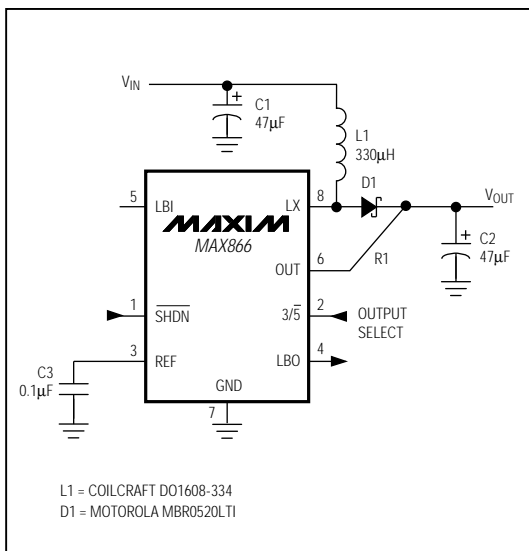 V_IN
C1
47µF
L1
330µH
D1
V_OUT
C2
47µF
R1
5
LBI
LX
8
MAXIM
MAX866
OUT
6
1
SHDN
3/5
2
OUTPUT
SELECT
3
REF
LBO
4
C3
0.1µF
GND
7
L1 = COILCRAFT DO1608-334
D1 = MOTOROLA MBR0520LTI